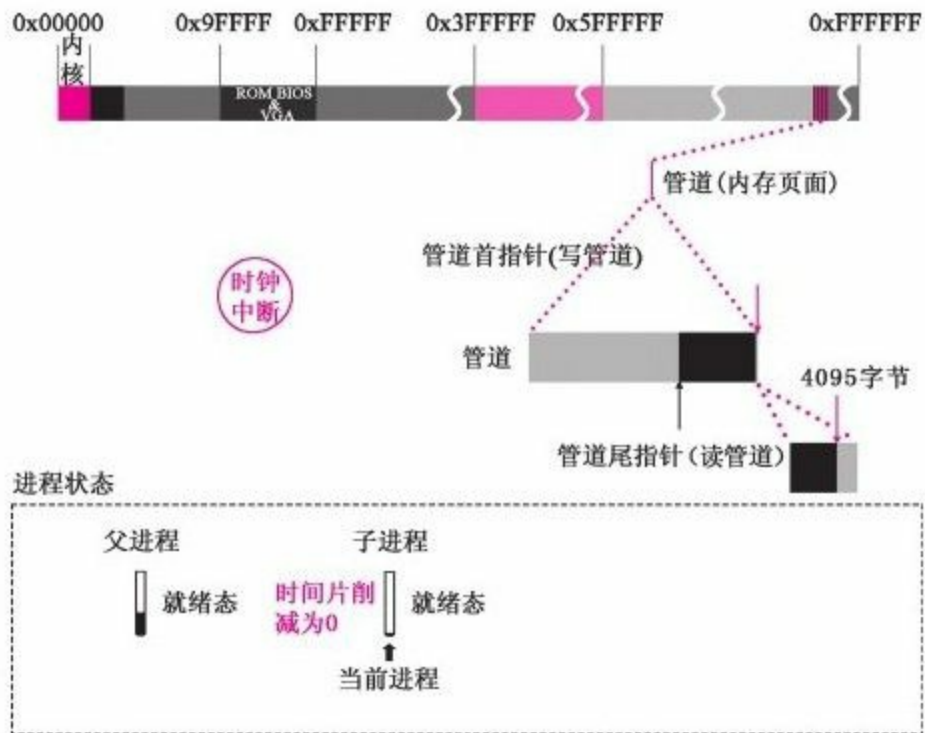 0x00000 0x9FFFF 0xFFFFF 0x3FFFFF 0x5FFFFF 0xFFFFFF
内
核
ROM BIOS
&
VGA
管道(内存页面)
管道首指针(写管道)
时钟
中断
管道
4095字节
管道尾指针(读管道)
进程状态
父进程 子进程
就绪态 时间片削 就绪态
减为0
当前进程